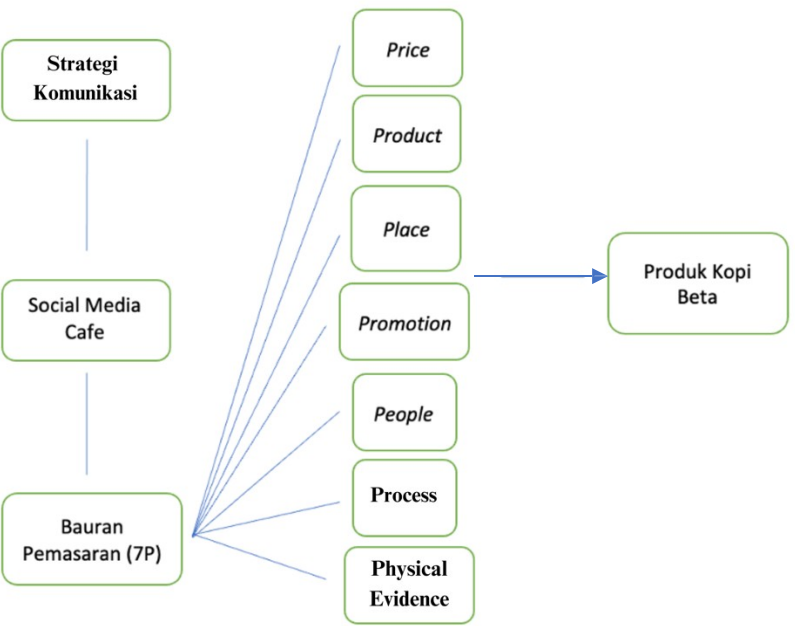 Strategi
Komunikasi
Social Media
Cafe
Bauran
Pemasaran (7P)
Price
Product
Place
Promotion
People
Process
Physical
Evidence
Produk Kopi
Beta